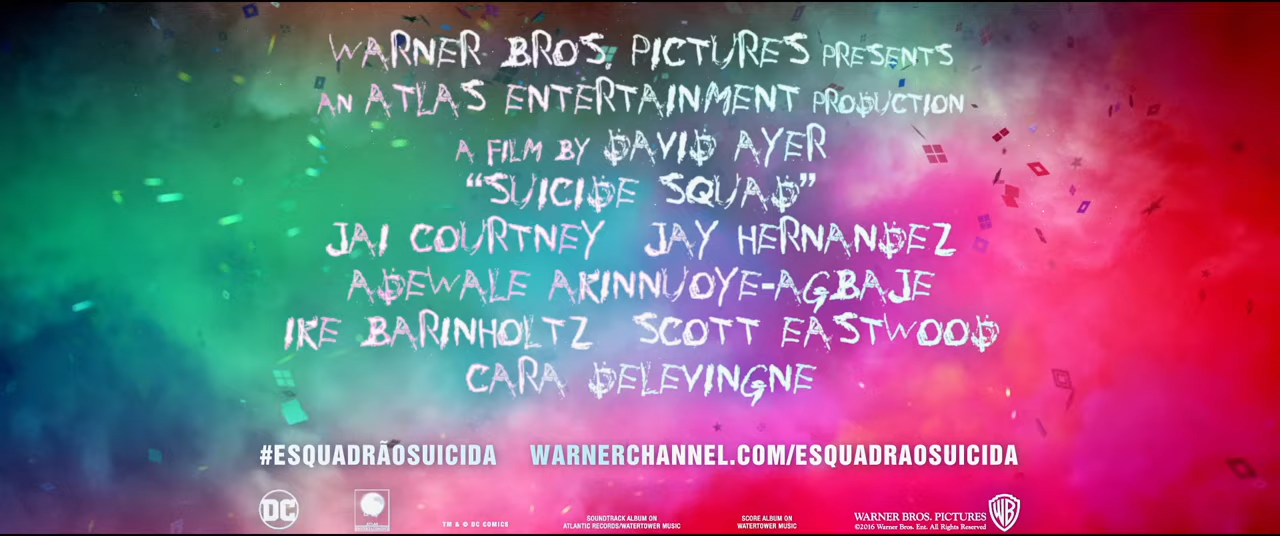 WARNER BROS. PICTURES PRESENTS
AN ATLAS ENTERTAINMENT PRODUCTION
A FILM BY DAVID AYER
“SUICIDE SQUAD”
JAI COURTNEY JAY HERNANDEZ
ADEWALE AKINNUOYE-AGBAJE
IKE BARINHOLTZ SCOTT EASTWOOD
CARA DELEVINGNE
#ESQUADRÃOSUICIDA WARNERCHANNEL.COM/ESQUADRAOSUICIDA
DC
ATLAS
TM & © DC COMICS
SOUNDTRACK ALBUM ON
ATLANTIC RECORDS/WATERTOWER MUSIC
SCORE ALBUM ON
WATERTOWER MUSIC
WARNER BROS. PICTURES
©2016 Warner Bros. Ent. All Rights Reserved
WB